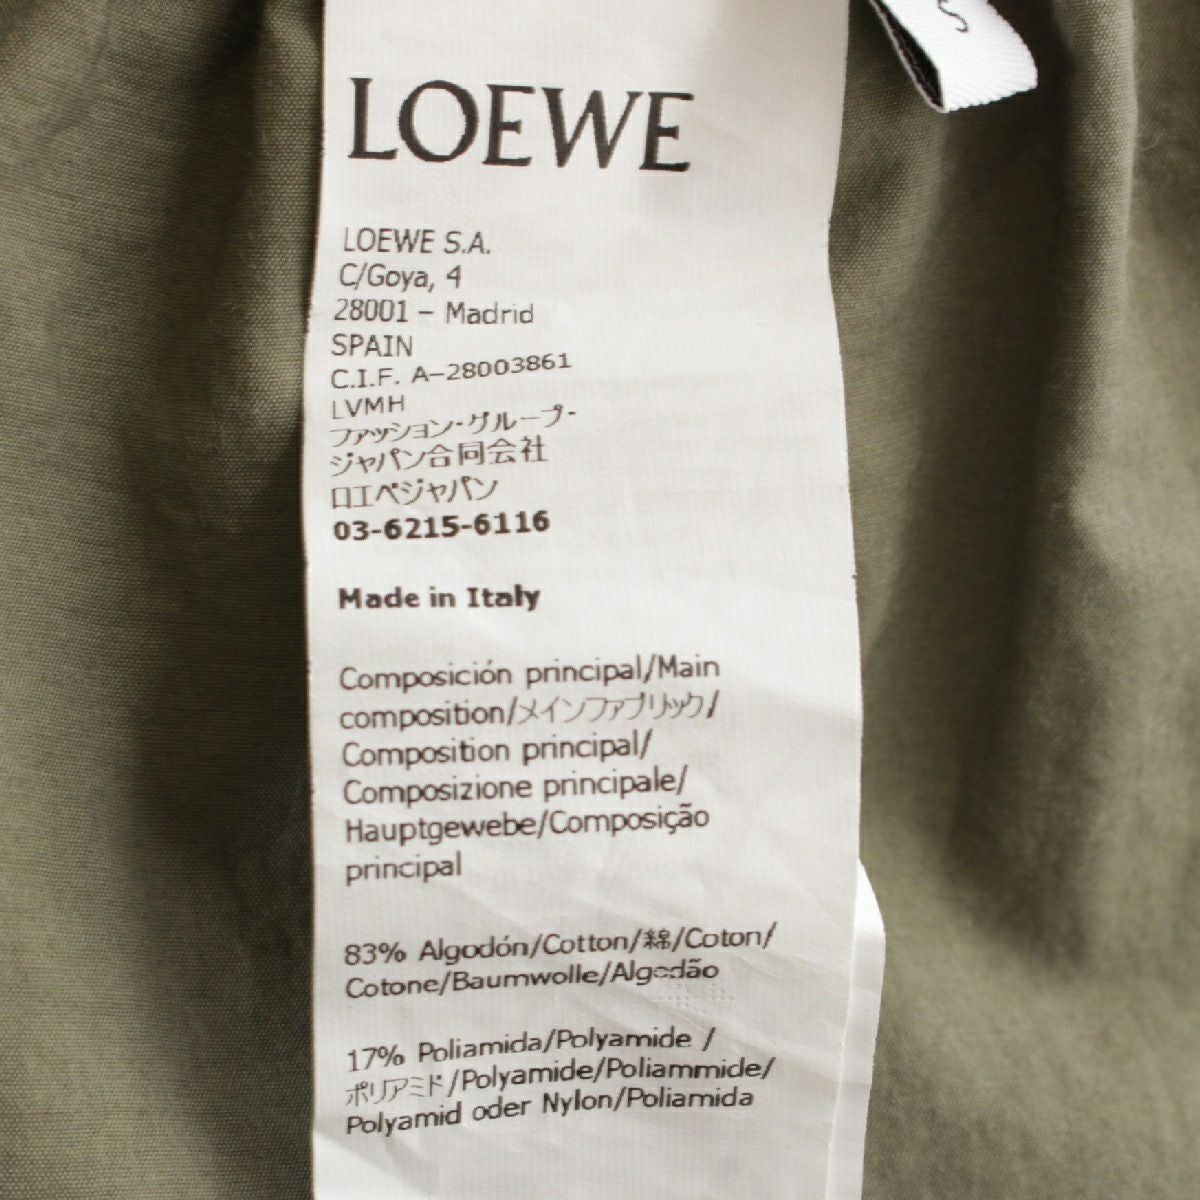 S
LOEWE
LOEWE S.A.
C/Goya, 4
28001 – Madrid
SPAIN
C.I.F. A-28003861
LVMH
ファッション・グループ・
ジャパン合同会社
ロエベジャパン
03-6215-6116
Made in Italy
Composición principal/Main
composition/メインファブリック/
Composition principal/
Composizione principale/
Hauptgewebe/Composição
principal
83% Algodón/Cotton/綿/Coton/
Cotone/Baumwolle/Algodão
17% Poliamida/Polyamide /
ポリアミド/Polyamide/Poliammide/
Polyamid oder Nylon/Poliamida